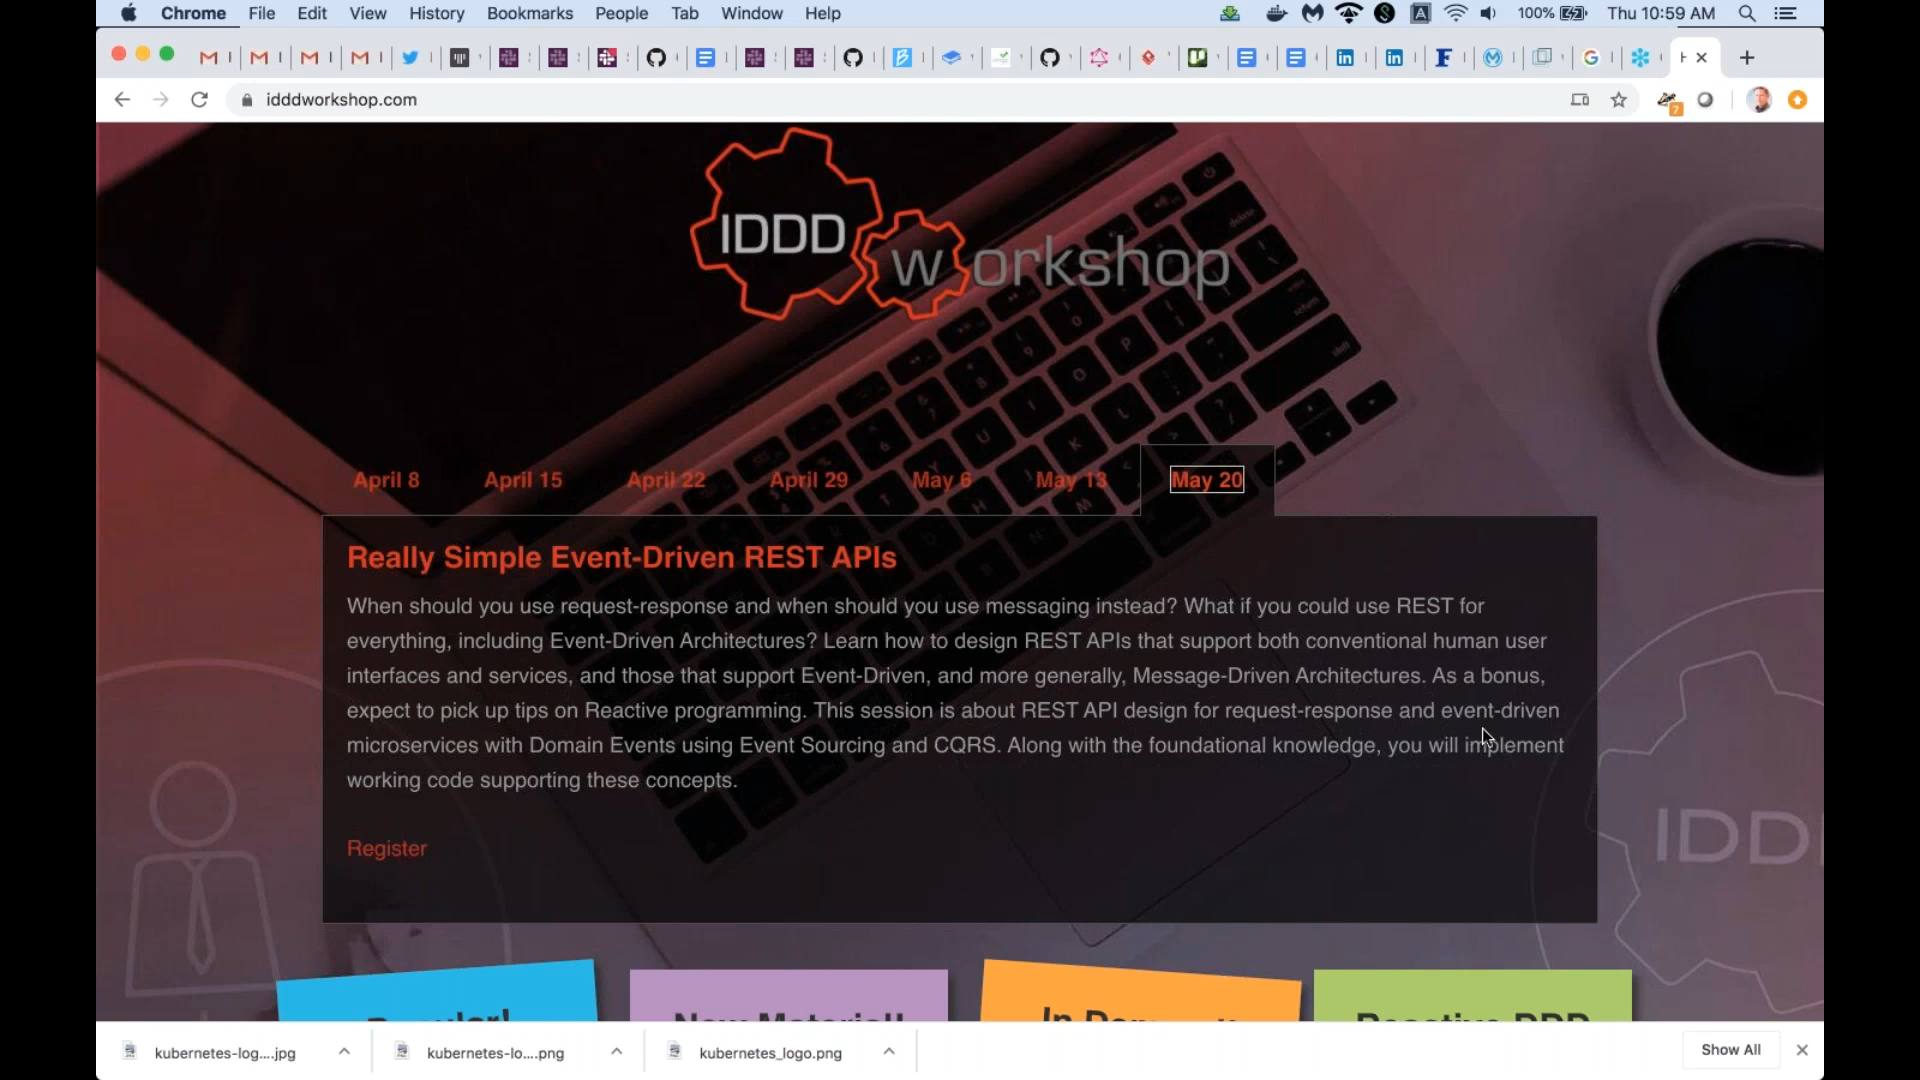 Chrome File Edit View History Bookmarks People Tab Window Help 100% Thu 10:59 AM
idddworkshop.com
IDDD workshop
April 8 April 15 April 22 April 29 May 6 May 13 May 20
Really Simple Event-Driven REST APIs
When should you use request-response and when should you use messaging instead? What if you could use REST for
everything, including Event-Driven Architectures? Learn how to design REST APIs that support both conventional human user
interfaces and services, and those that support Event-Driven, and more generally, Message-Driven Architectures. As a bonus,
expect to pick up tips on Reactive programming. This session is about REST API design for request-response and event-driven
microservices with Domain Events using Event Sourcing and CQRS. Along with the foundational knowledge, you will implement
working code supporting these concepts.
Register
IDDD
New Material!
Reactive DDD
kubernetes-log....jpg kubernetes-lo....png kubernetes_logo.png Show All